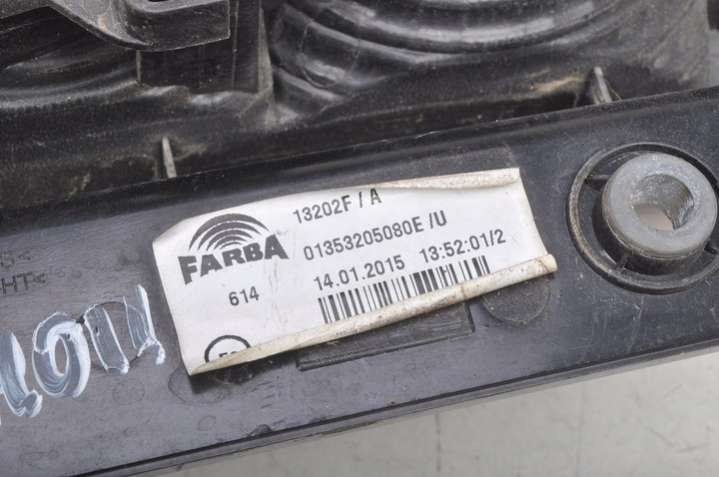 13202F / A
FARBA
01353205080E /U
614
14.01.2015 13:52:01/2